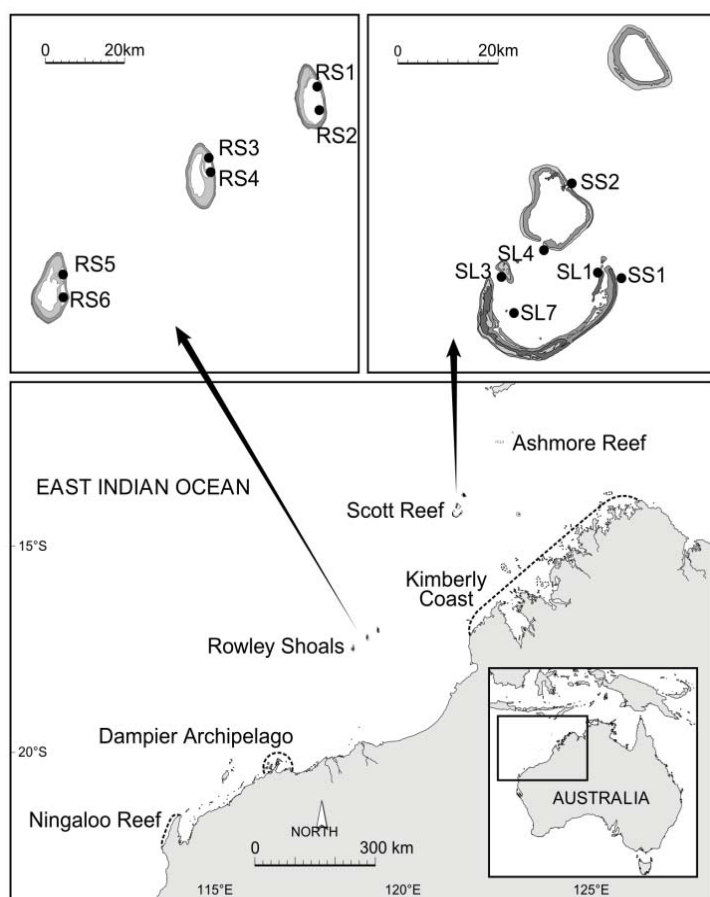 0 20km
RS1
RS2
RS3
RS4
RS5
RS6
0 20km
SS2
SL4
SL3
SL1
SS1
SL7
EAST INDIAN OCEAN
Ashmore Reef
Scott Reef
15°S
Kimberly
Coast
Rowley Shoals
Dampier Archipelago
20°S
Ningaloo Reef
NORTH
0 300 km
AUSTRALIA
115°E 120°E 125°E